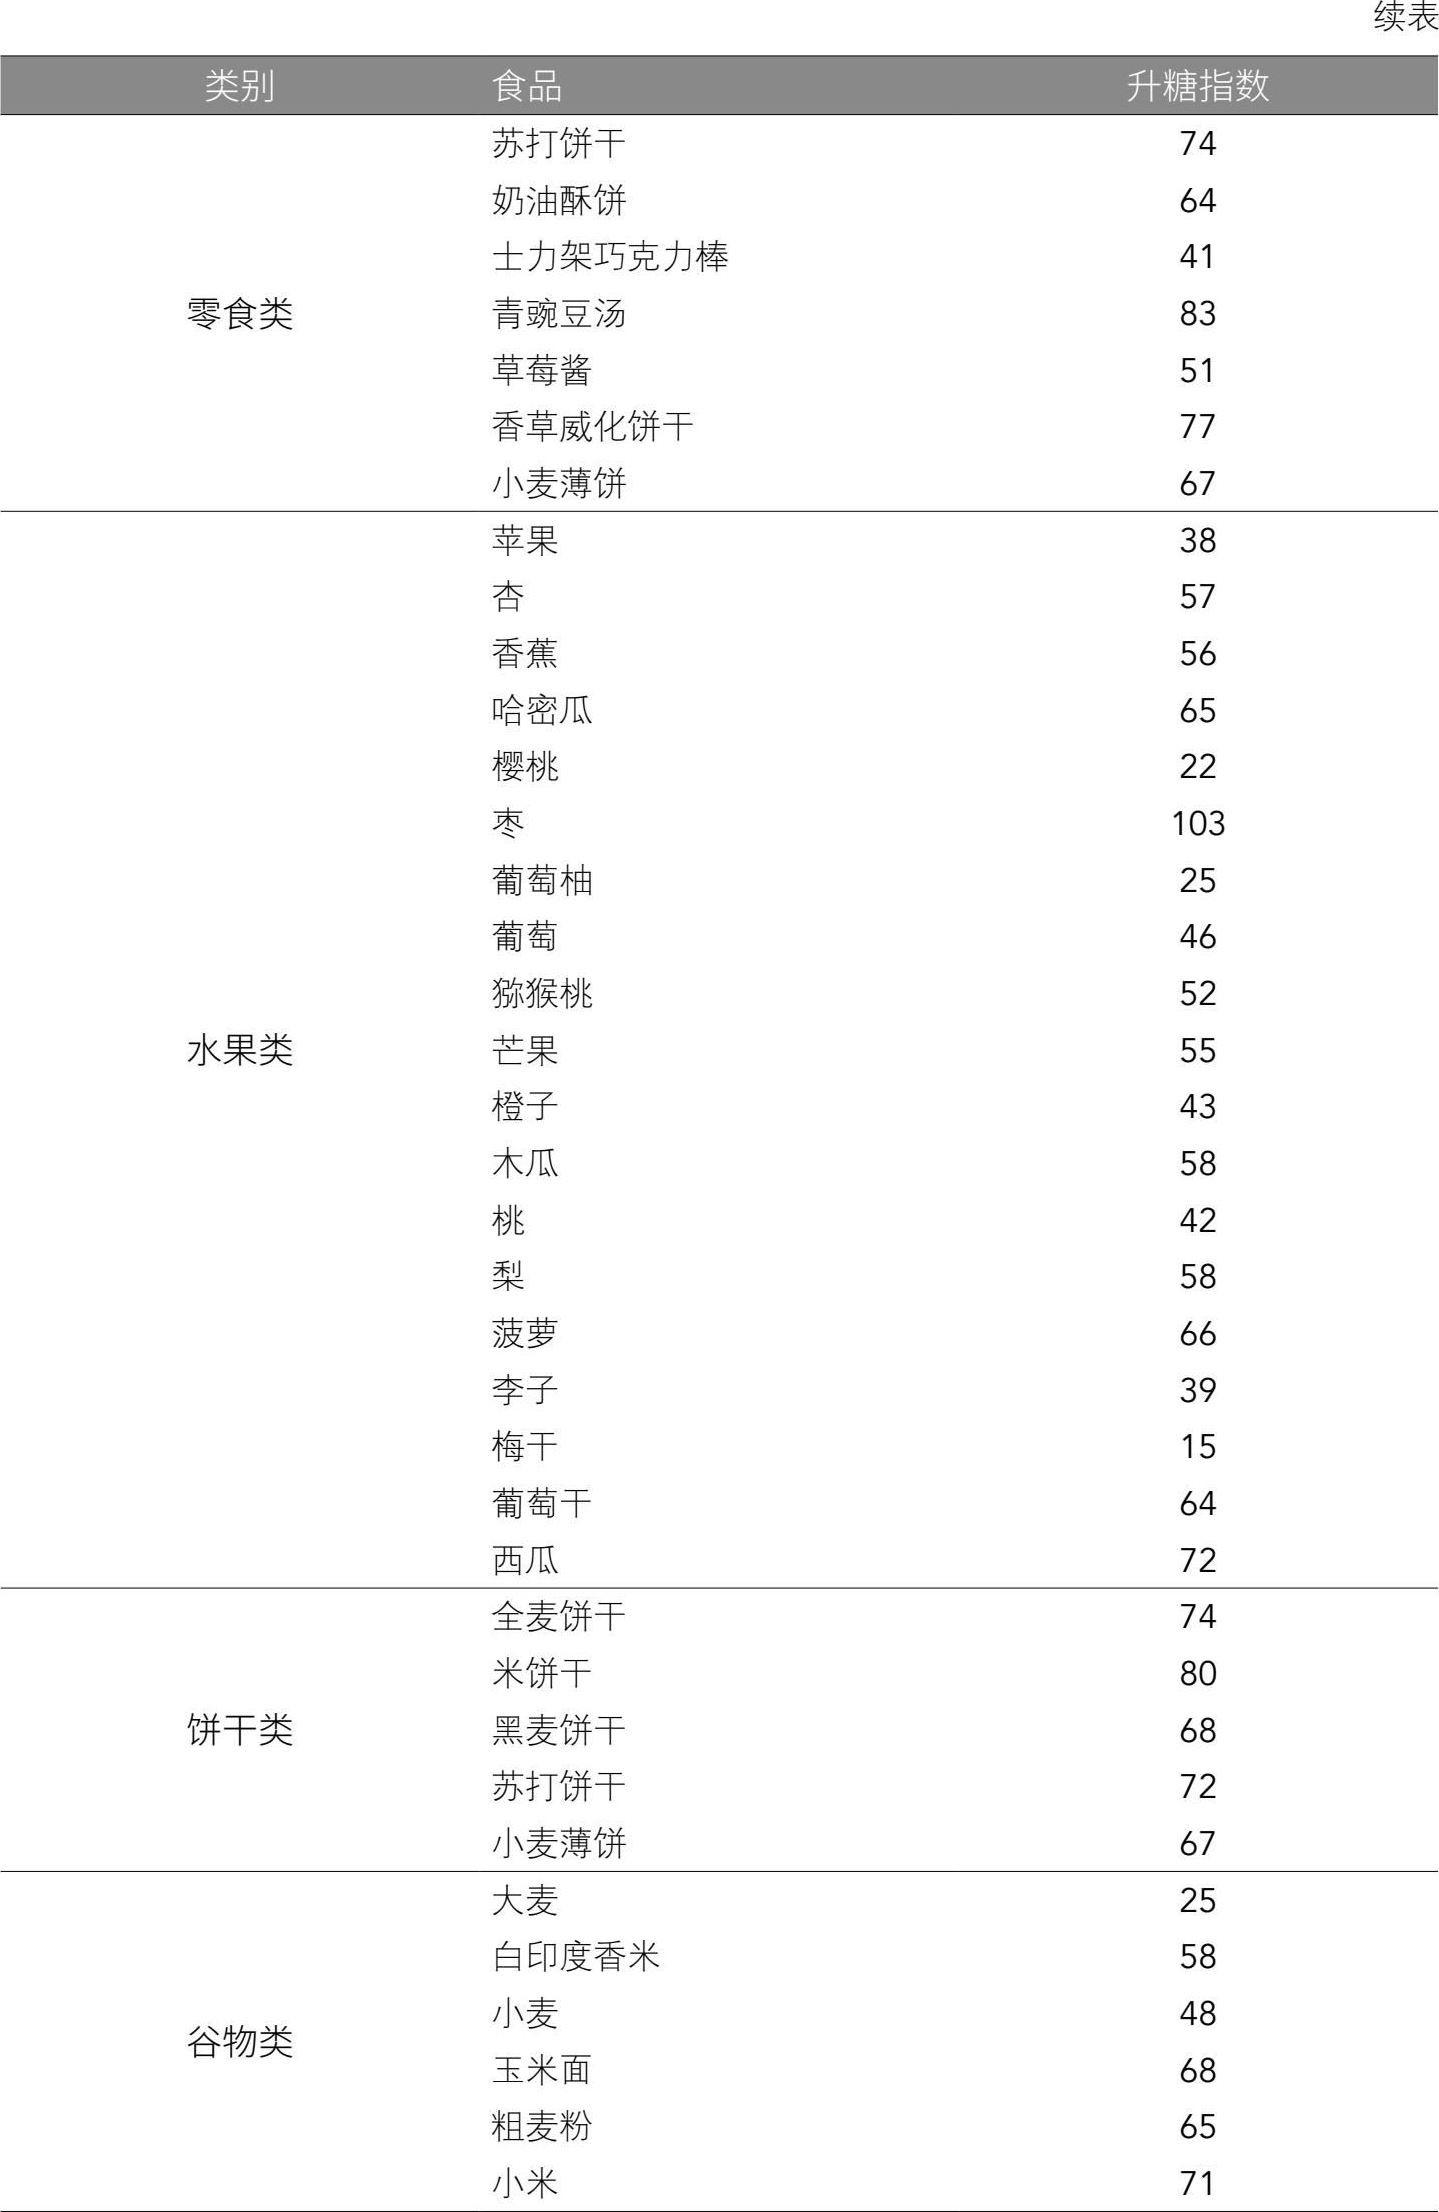 续表
类别 食品 升糖指数
苏打饼干 74
奶油酥饼 64
士力架巧克力棒 41
零食类 青豌豆汤 83
草莓酱 51
香草威化饼干 77
小麦薄饼 67
苹果 38
杏 57
香蕉 56
哈密瓜 65
樱桃 22
枣 103
葡萄柚 25
葡萄 46
猕猴桃 52
水果类 芒果 55
橙子 43
木瓜 58
桃 42
梨 58
菠萝 66
李子 39
梅干 15
葡萄干 64
西瓜 72
全麦饼干 74
米饼干 80
饼干类 黑麦饼干 68
苏打饼干 72
小麦薄饼 67
大麦 25
白印度香米 58
小麦 48
谷物类
玉米面 68
粗麦粉 65
小米 71